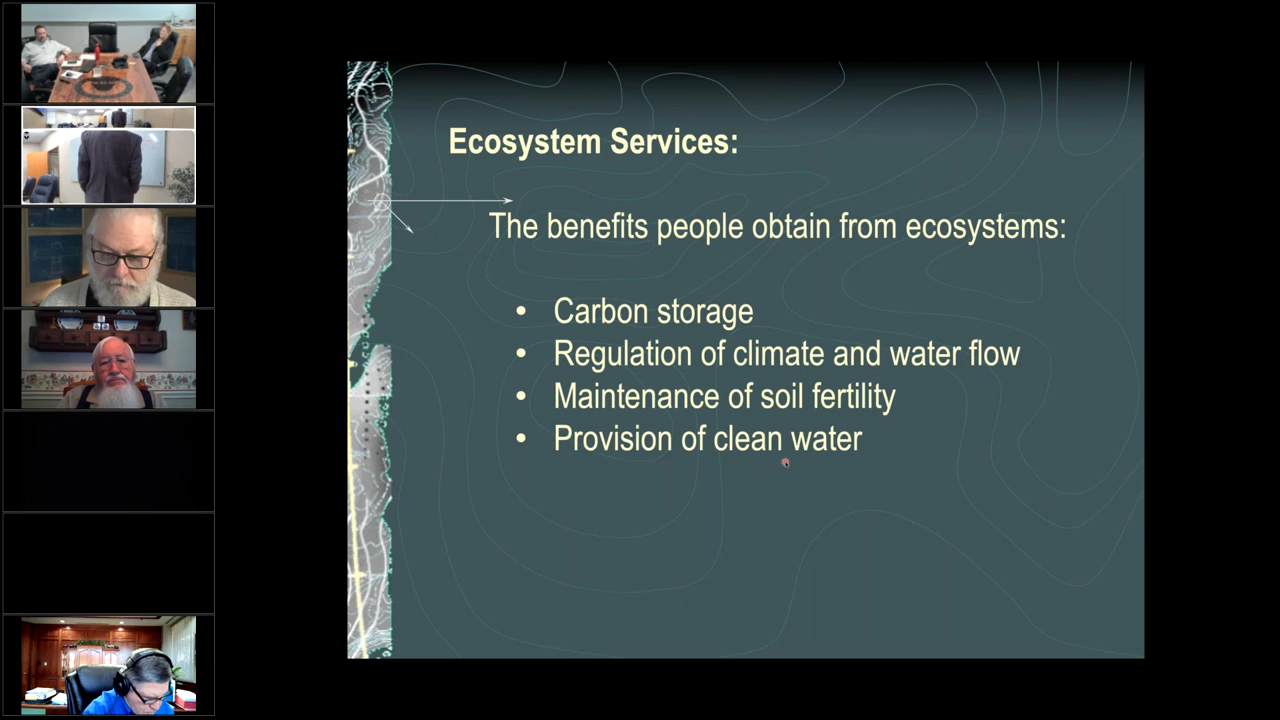 Ecosystem Services:
The benefits people obtain from ecosystems:
• Carbon storage
• Regulation of climate and water flow
• Maintenance of soil fertility
• Provision of clean water